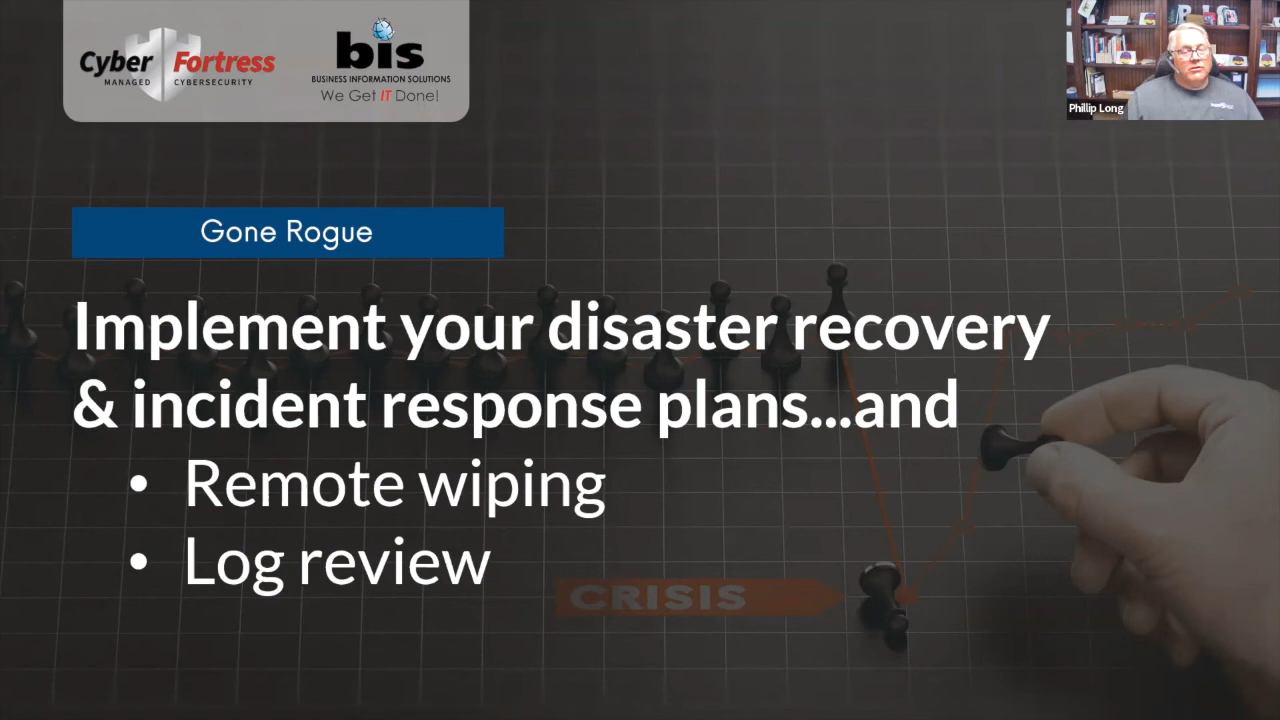 Cyber Fortress
MANAGED CYBERSECURITY
bis
BUSINESS INFORMATION SOLUTIONS
We Get IT Done!
BIS
Phillip Long
Gone Rogue
Implement your disaster recovery
& incident response plans...and
• Remote wiping
• Log review
CRISIS